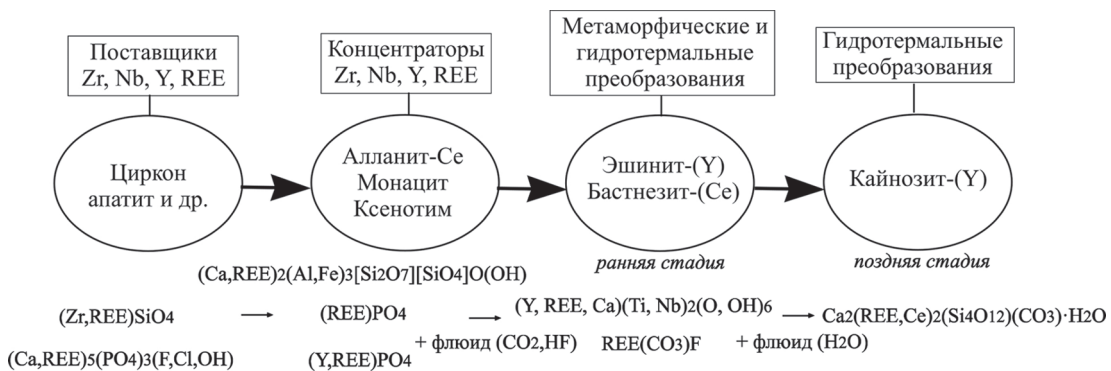 Поставщики
Zr, Nb, Y, REE
Концентраторы
Zr, Nb, Y, REE
Метаморфические и
гидротермальные
преобразования
Гидротермальные
преобразования
Циркон
апатит и др.
Алланит-Ce
Монацит
Ксенотим
Эшинит-(Y)
Бастнезит-(Ce)
Кайнозит-(Y)
ранняя стадия
поздняя стадия
(Ca,REE)2(Al,Fe)3[Si2O7][SiO4]O(OH)
(Zr,REE)SiO4
(REE)PO4
(Y, REE, Ca)(Ti, Nb)2(O, OH)6
Ca2(REE,Ce)2(Si4O12)(CO3)·H2O
(Ca,REE)5(PO4)3(F,Cl,OH)
(Y,REE)PO4
+ флюид (CO2,HF)
REE(CO3)F
+ флюид (H2O)